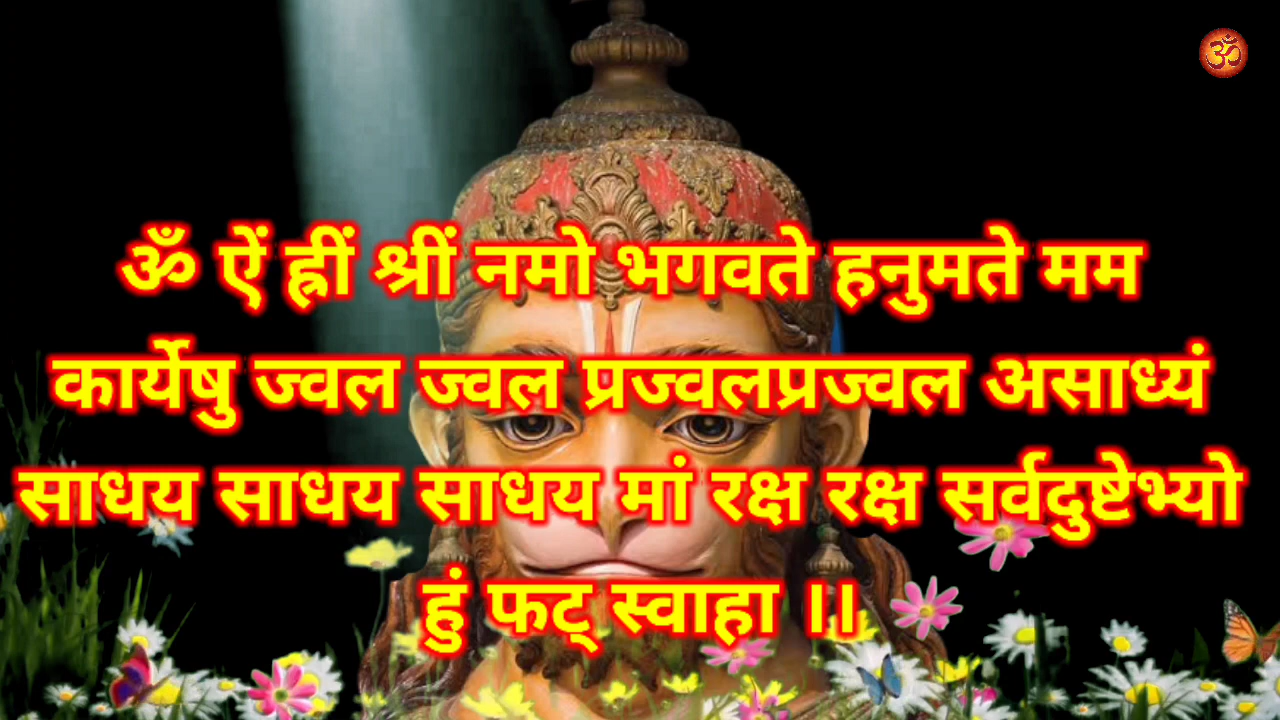 ॐ
ॐ ऐं ह्रीं श्रीं नमो भगवते हनुमते मम
कार्येषु ज्वल ज्वल प्रज्वलप्रज्वल असाध्यं
साधय साधय साधय मां रक्ष रक्ष सर्वदुष्टेभ्यो
हुं फट् स्वाहा ।।